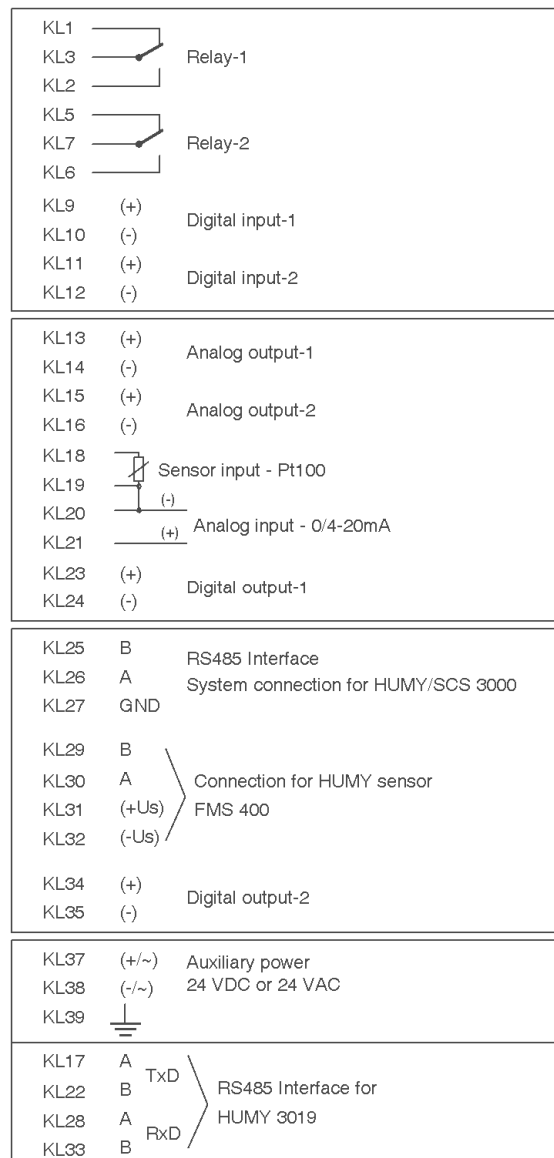 KL1
KL3 Relay-1
KL2
KL5
KL7 Relay-2
KL6
KL9 (+)
Digital input-1
KL10 (-)
KL11 (+)
Digital input-2
KL12 (-)
KL13 (+)
Analog output-1
KL14 (-)
KL15 (+)
Analog output-2
KL16 (-)
KL18
Sensor input - Pt100
KL19
(-)
KL20
Analog input - 0/4-20mA
(+)
KL21
KL23 (+)
Digital output-1
KL24 (-)
KL25 B
RS485 Interface
KL26 A
System connection for HUMY/SCS 3000
KL27 GND
KL29 B
KL30 A Connection for HUMY sensor
KL31 (+Us) FMS 400
KL32 (-Us)
KL34 (+)
Digital output-2
KL35 (-)
KL37 (+/~) Auxiliary power
KL38 (-/~) 24 VDC or 24 VAC
KL39
KL17 A
TxD
KL22 B RS485 Interface for
KL28 A HUMY 3019
RxD
KL33 B